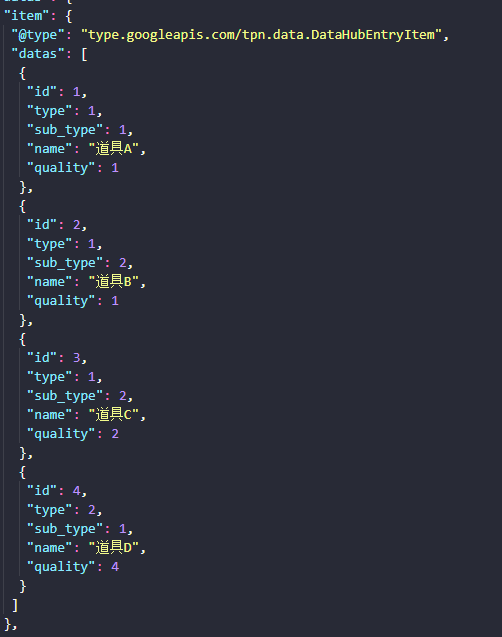 "item": {
"@type": "type.googleapis.com/tpn.data.DataHubEntryItem",
"datas": [
{
"id": 1,
"type": 1,
"sub_type": 1,
"name": "道具A",
"quality": 1
},
{
"id": 2,
"type": 1,
"sub_type": 2,
"name": "道具B",
"quality": 1
},
{
"id": 3,
"type": 1,
"sub_type": 2,
"name": "道具C",
"quality": 2
},
{
"id": 4,
"type": 2,
"sub_type": 1,
"name": "道具D",
"quality": 4
}
]
},